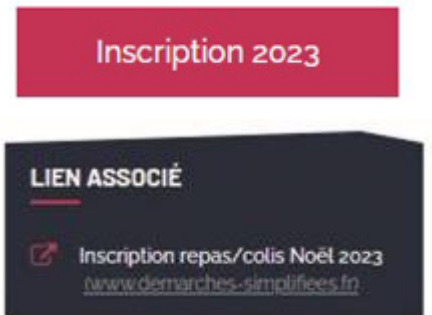 Inscription 2023
LIEN ASSOCIÉ
Inscription repas/colis Noël 2023
(www.demarches-simplifiees.fr)